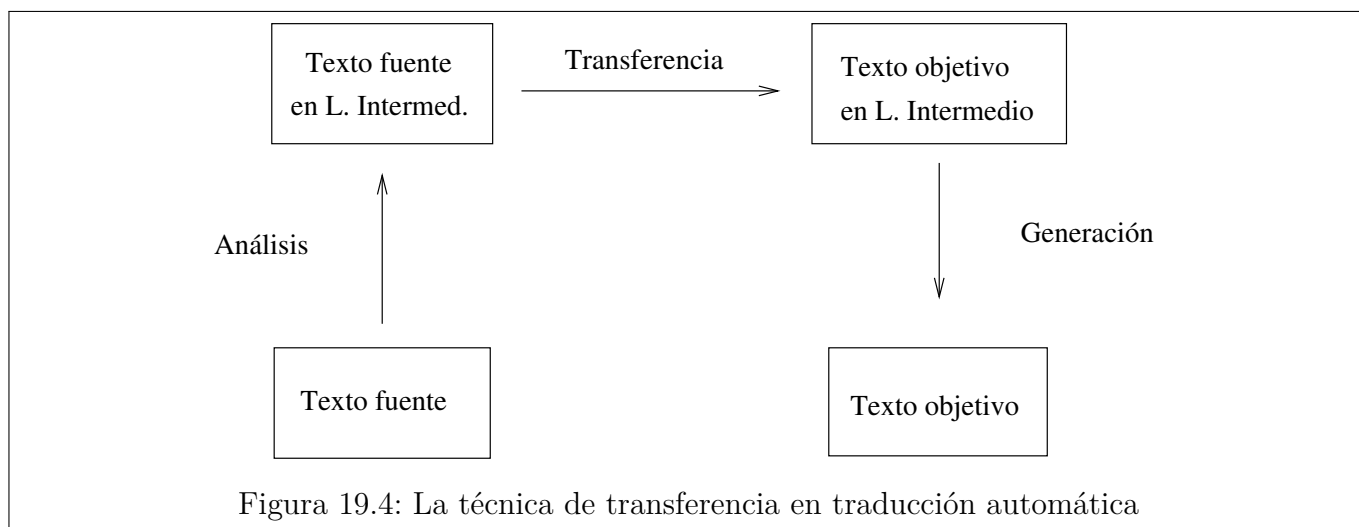 Texto fuente
en L. Intermed.
Transferencia
Texto objetivo
en L. Intermedio
Análisis
Generación
Texto fuente
Texto objetivo
Figura 19.4: La técnica de transferencia en traducción automática